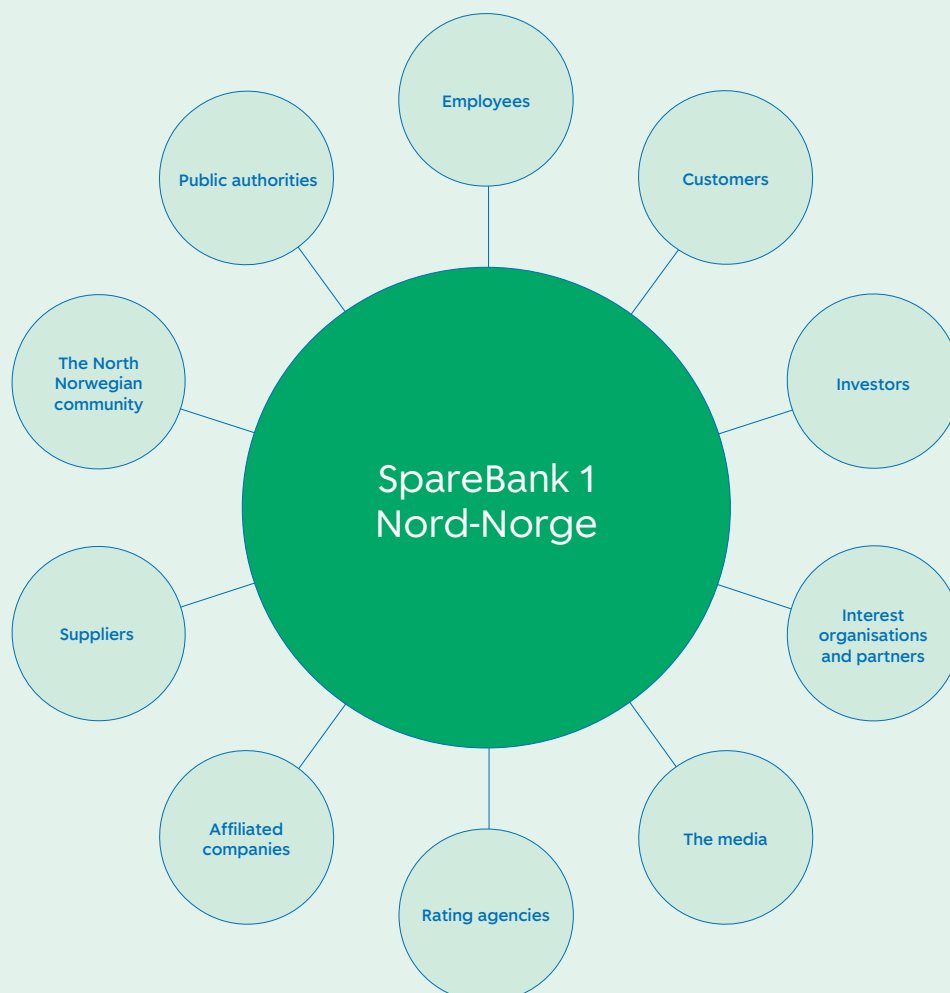 Employees
Public authorities
Customers
The North
Norwegian
community
Investors
SpareBank 1
Nord-Norge
Suppliers
Interest
organisations
and partners
Affiliated
companies
The media
Rating agencies